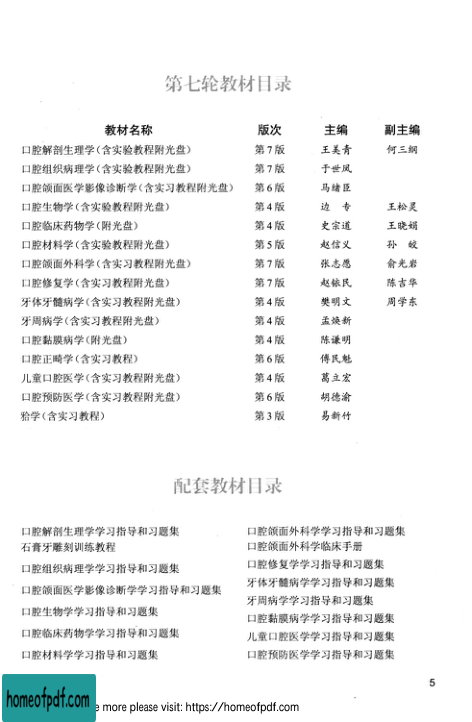 第七轮教材目录
教材名称 版次 主编 副主编
口腔解剖生理学(含实验教程附光盘) 第7版 王美青 何三纲
口腔组织病理学(含实验教程附光盘) 第7版 于世凤
口腔颌面医学影像诊断学(含实习教程附光盘) 第6版 马绪臣
口腔生物学(含实验教程附光盘) 第4版 边 专 王松灵
口腔临床药物学(附光盘) 第4版 史宗道 王晓娟
口腔材料学(含实验教程附光盘) 第5版 赵信义 孙 皎
口腔颌面外科学(含实习教程附光盘) 第7版 张志愿 俞光岩
口腔修复学(含实习教程附光盘) 第7版 赵铱民 陈吉华
牙体牙髓病学(含实习教程附光盘) 第4版 樊明文 周学东
牙周病学(含实习教程附光盘) 第4版 孟焕新
口腔黏膜病学(附光盘) 第4版 陈谦明
口腔正畸学(含实习教程) 第6版 傅民魁
儿童口腔医学(含实习教程附光盘) 第4版 葛立宏
口腔预防医学(含实习教程附光盘) 第6版 胡德渝
𬌗学(含实习教程) 第3版 易新竹
配套教材目录
口腔解剖生理学学习指导和习题集
石膏牙雕刻训练教程
口腔组织病理学学习指导和习题集
口腔颌面医学影像诊断学学习指导和习题集
口腔生物学学习指导和习题集
口腔临床药物学学习指导和习题集
口腔材料学学习指导和习题集
口腔颌面外科学学习指导和习题集
口腔颌面外科学临床手册
口腔修复学学习指导和习题集
牙体牙髓病学学习指导和习题集
牙周病学学习指导和习题集
口腔黏膜病学学习指导和习题集
儿童口腔医学学习指导和习题集
口腔预防医学学习指导和习题集
5
homeofpdf.com
e more please visit: https://homeofpdf.com